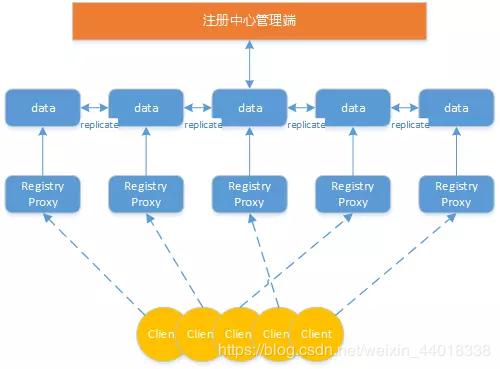 注册中心管理端
data
data
data
data
data
replicate
replicate
replicate
replicate
Registry
Proxy
Registry
Proxy
Registry
Proxy
Registry
Proxy
Registry
Proxy
Clien
Clien
Clien
Clien
Client
https://blog.csdn.net/weixin_44018338